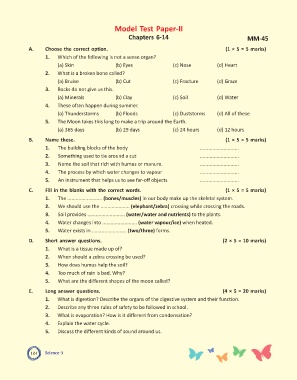 Model Test Paper-II
Chapters 6-14
MM-45
A. Choose the correct option. (1 × 5 = 5 marks)
1. Which of the following is not a sense organ?
(a) Skin (b) Eyes (c) Nose (d) Heart
2. What is a broken bone called?
(a) Bruise (b) Cut (c) Fracture (d) Graze
3. Rocks do not give us this.
(a) Minerals (b) Clay (c) Soil (d) Water
4. These often happen during summer.
(a) Thunderstorms (b) Floods (c) Duststorms (d) All of these
5. The Moon takes this long to make a trip around the Earth.
(a) 365 days (b) 29 days (c) 24 hours (d) 12 hours
B. Name these. (1 × 5 = 5 marks)
1. The building blocks of the body ........................
2. Something used to tie around a cut ........................
3. Name the soil that rich with humus or manure. ........................
4. The process by which water changes to vapour ........................
5. An instrument that helps us to see far-off objects ........................
C. Fill in the blanks with the correct words. (1 × 5 = 5 marks)
1. The ..................... (bones/muscles) in our body make up the skeletal system.
2. We should use the .................. (elephant/zebra) crossing while crossing the roads.
3. Soil provides ....................... (water/water and nutrients) to the plants.
4. Water changes into ..................... (water vapour/ice) when heated.
5. Water exists in ..................... (two/three) forms.
D. Short answer questions. (2 × 5 = 10 marks)
1. What is a tissue made up of?
2. When should a zebra crossing be used?
3. How does humus help the soil?
4. Too much of rain is bad. Why?
5. What are the different shapes of the moon called?
E. Long answer questions. (4 × 5 = 20 marks)
1. What is digestion? Describe the organs of the digestive system and their function.
2. Describe any three rules of safety to be followed in school.
3. What is evaporation? How is it different from condensation?
4. Explain the water cycle.
5. Discuss the different kinds of sound around us.
Science-3